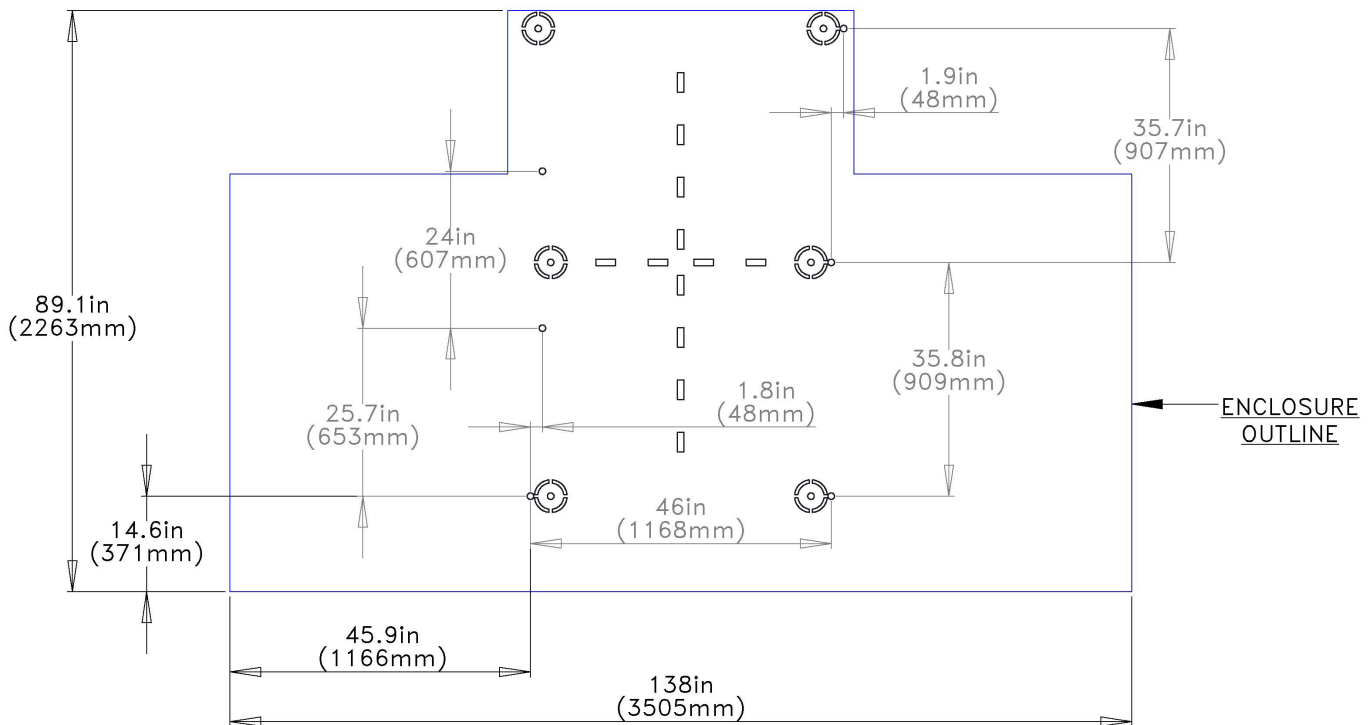 1.9in
(48mm)
35.7in
(907mm)
24in
(607mm)
89.1in
(2263mm)
35.8in
(909mm)
1.8in
(48mm)
25.7in
(653mm)
ENCLOSURE
OUTLINE
46in
(1168mm)
14.6in
(371mm)
45.9in
(1166mm)
138in
(3505mm)